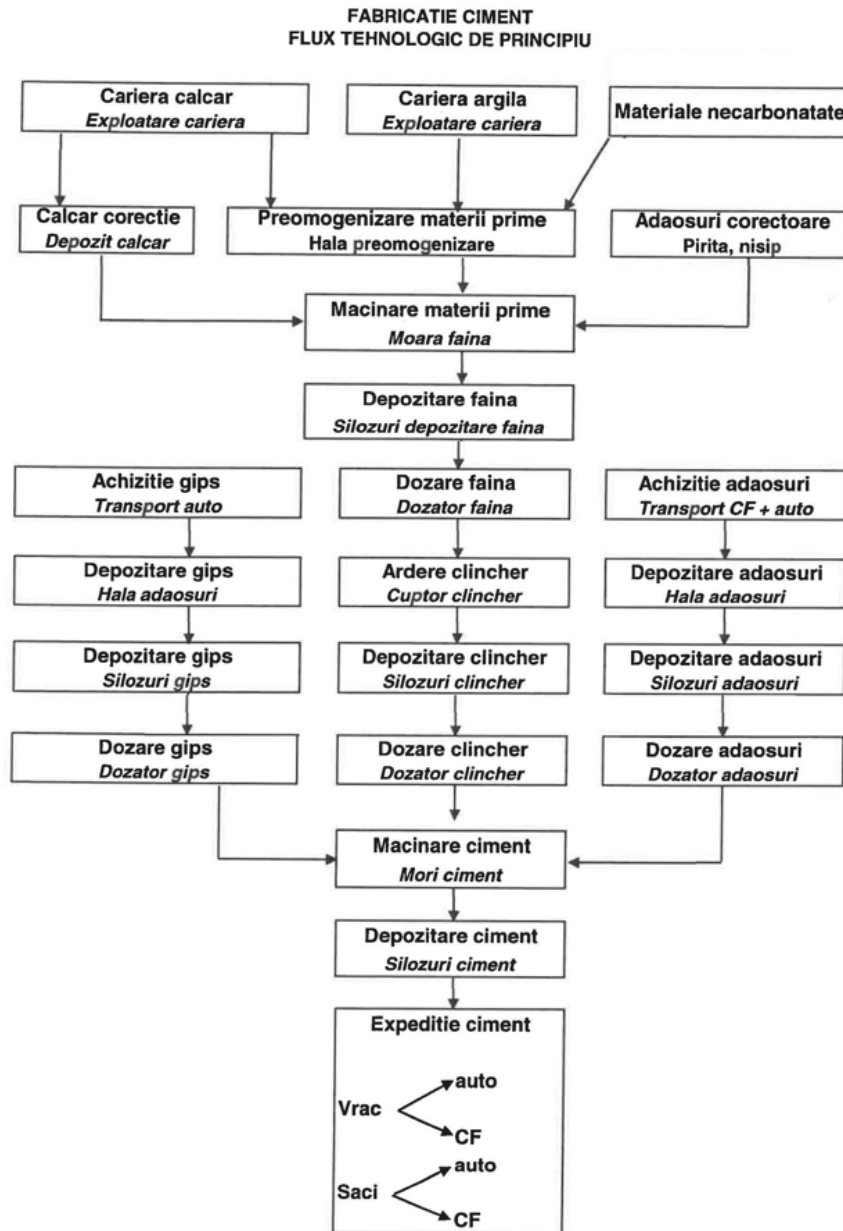 FABRICATIE CIMENT
FLUX TEHNOLOGIC DE PRINCIPIU
Cariera calcar
Exploatare cariera
Cariera argila
Exploatare cariera
Materiale necarbonatate
Calcar corectie
Depozit calcar
Preomogenizare materii prime
Hala preomogenizare
Adaosuri corectoare
Pirita, nisip
Macinare materii prime
Moara faina
Depozitare faina
Silozuri depozitare faina
Achizitie gips
Transport auto
Dozare faina
Dozator faina
Achizitie adaosuri
Transport CF + auto
Depozitare gips
Hala adaosuri
Ardere clincher
Cuptor clincher
Depozitare adaosuri
Hala adaosuri
Depozitare gips
Silozuri gips
Depozitare clincher
Silozuri clincher
Depozitare adaosuri
Silozuri adaosuri
Dozare gips
Dozator gips
Dozare clincher
Dozator clincher
Dozare adaosuri
Dozator adaosuri
Macinare ciment
Mori ciment
Depozitare ciment
Silozuri ciment
Expeditie ciment
Vrac
auto
CF
Saci
auto
CF